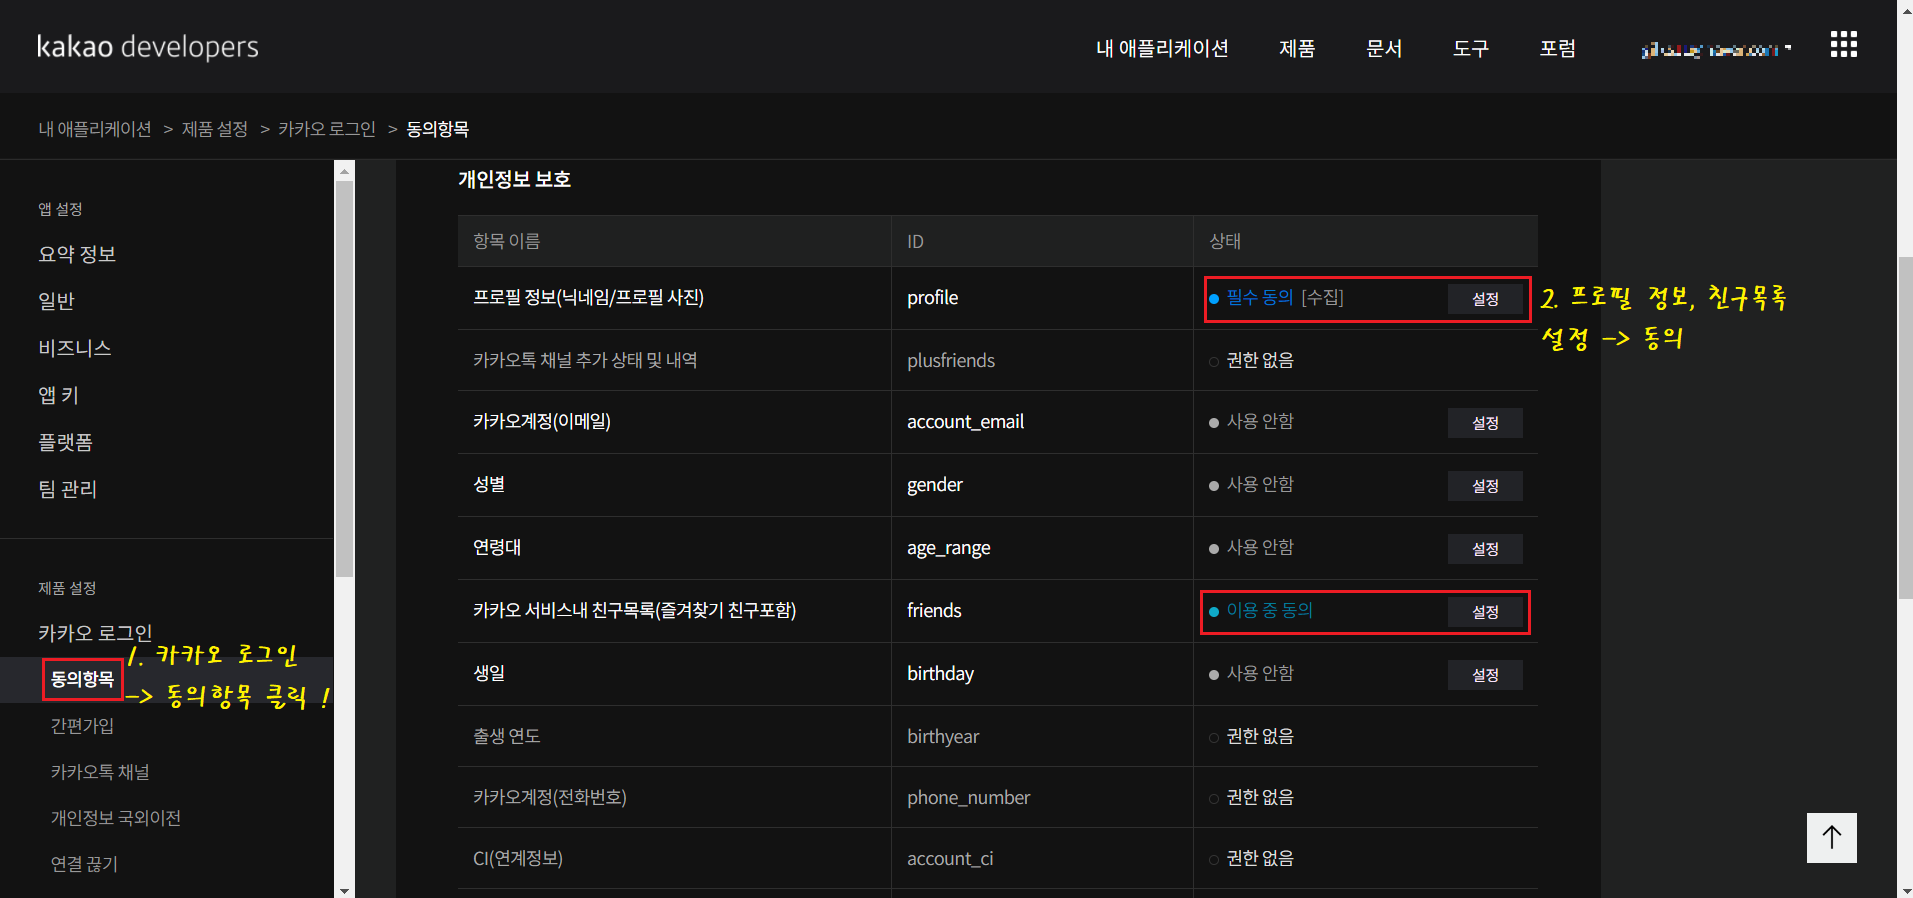 kakao developers
내 애플리케이션 제품 문서 도구 포럼
내 애플리케이션 > 제품 설정 > 카카오 로그인 > 동의항목
앱 설정
요약 정보
일반
비즈니스
앱 키
플랫폼
팀 관리
제품 설정
카카오 로그인
동의항목
간편가입
카카오톡 채널
개인정보 국외이전
연결 끊기
1. 카카오 로그인
-> 동의항목 클릭 !
개인정보 보호
항목 이름 ID 상태
프로필 정보(닉네임/프로필 사진) profile 필수 동의 [수집] 설정
카카오톡 채널 추가 상태 및 내역 plusfriends 권한 없음
카카오계정(이메일) account_email 사용 안함 설정
성별 gender 사용 안함 설정
연령대 age_range 사용 안함 설정
카카오 서비스내 친구목록(즐겨찾기 친구포함) friends 이용 중 동의 설정
생일 birthday 사용 안함 설정
출생 연도 birthyear 권한 없음
카카오계정(전화번호) phone_number 권한 없음
CI(연계정보) account_ci 권한 없음
2. 프로필 정보, 친구목록
설정 -> 동의